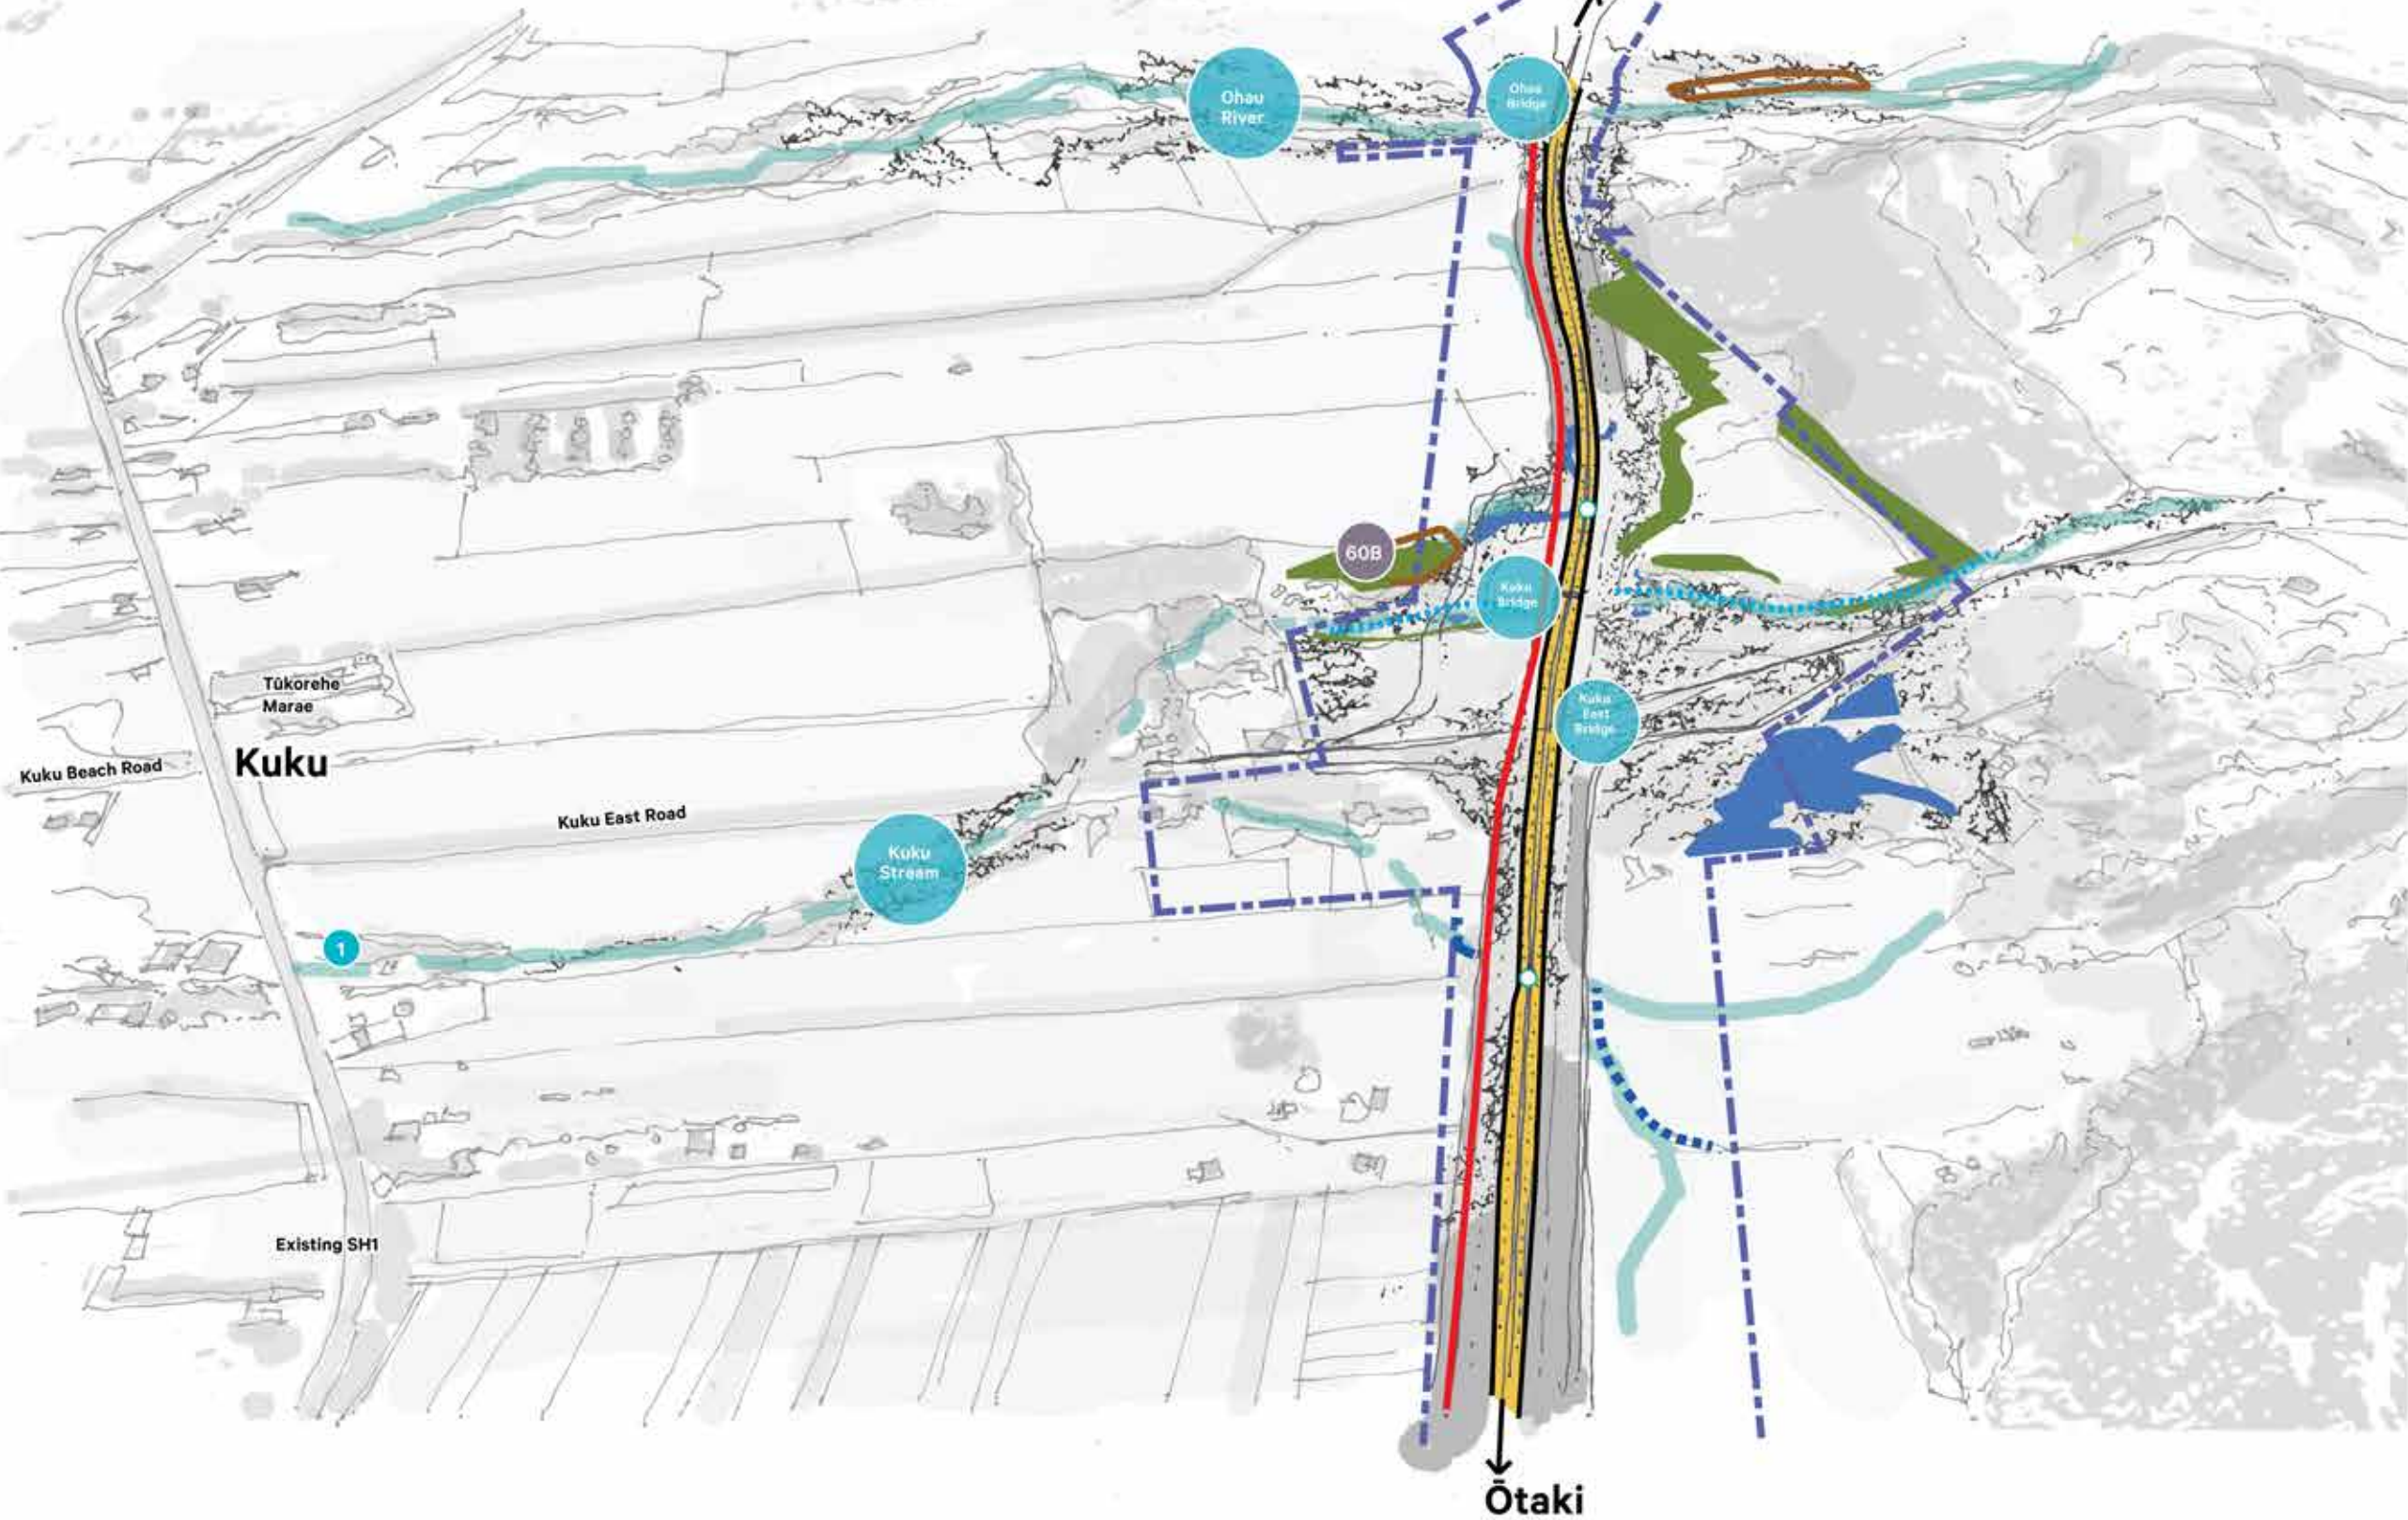 Ohau
River
Ohau
Bridge
60B
Kuku
Bridge
Tūkorehe
Marae
Kuku
East
Bridge
Kuku
Kuku Beach Road
Kuku East Road
Kuku
Stream
1
Existing SH1
Ōtaki